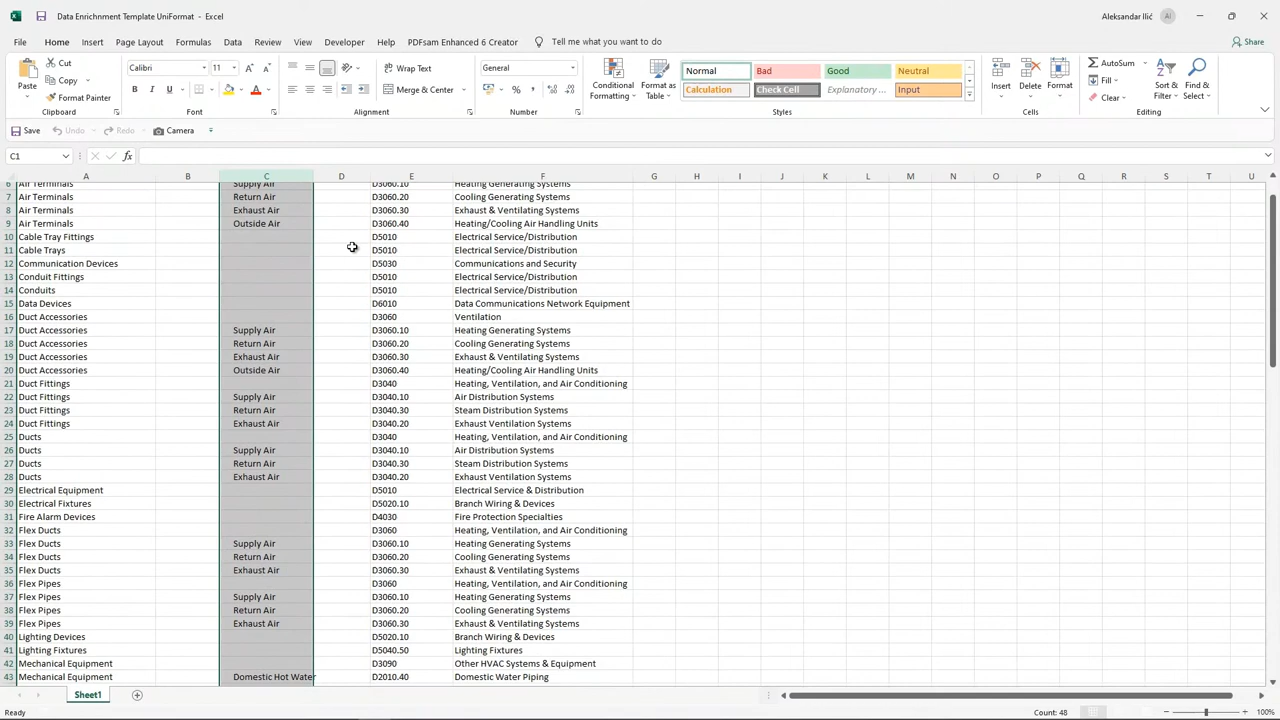 Data Enrichnment Template UniFormat - Excel
Aleksandar Ilić AI
File Home Insert Page Layout Formulas Data Review View Developer Help PDFsam Enhanced 6 Creator Tell me what you want to do Share
Paste Cut Copy Format Painter Clipboard
Calibri 11 B I U A Font
Wrap Text Merge & Center Alignment
General % , Number
Conditional Formatting Format as Table
Normal Bad Good Neutral
Calculation Check Cell Explanatory ... Input
Styles
Insert Delete Format Cells
AutoSum Fill Clear Sort & Filter Find & Select Editing
Save Undo Redo Camera
C1 fx
A B C D E F G H I J K L M N O P Q R S T U
6 Air Terminals Supply Air D3060.10 Heating Generating Systems
7 Air Terminals Return Air D3060.20 Cooling Generating Systems
8 Air Terminals Exhaust Air D3060.30 Exhaust & Ventilating Systems
9 Air Terminals Outside Air D3060.40 Heating/Cooling Air Handling Units
10 Cable Tray Fittings D5010 Electrical Service/Distribution
11 Cable Trays D5010 Electrical Service/Distribution
12 Communication Devices D5030 Communications and Security
13 Conduit Fittings D5010 Electrical Service/Distribution
14 Conduits D5010 Electrical Service/Distribution
15 Data Devices D6010 Data Communications Network Equipment
16 Duct Accessories D3060 Ventilation
17 Duct Accessories Supply Air D3060.10 Heating Generating Systems
18 Duct Accessories Return Air D3060.20 Cooling Generating Systems
19 Duct Accessories Exhaust Air D3060.30 Exhaust & Ventilating Systems
20 Duct Accessories Outside Air D3060.40 Heating/Cooling Air Handling Units
21 Duct Fittings D3040 Heating, Ventilation, and Air Conditioning
22 Duct Fittings Supply Air D3040.10 Air Distribution Systems
23 Duct Fittings Return Air D3040.30 Steam Distribution Systems
24 Duct Fittings Exhaust Air D3040.20 Exhaust Ventilation Systems
25 Ducts D3040 Heating, Ventilation, and Air Conditioning
26 Ducts Supply Air D3040.10 Air Distribution Systems
27 Ducts Return Air D3040.30 Steam Distribution Systems
28 Ducts Exhaust Air D3040.20 Exhaust Ventilation Systems
29 Electrical Equipment D5010 Electrical Service & Distribution
30 Electrical Fixtures D5020.10 Branch Wiring & Devices
31 Fire Alarm Devices D4030 Fire Protection Specialties
32 Flex Ducts D3060 Heating, Ventilation, and Air Conditioning
33 Flex Ducts Supply Air D3060.10 Heating Generating Systems
34 Flex Ducts Return Air D3060.20 Cooling Generating Systems
35 Flex Ducts Exhaust Air D3060.30 Exhaust & Ventilating Systems
36 Flex Pipes D3060 Heating, Ventilation, and Air Conditioning
37 Flex Pipes Supply Air D3060.10 Heating Generating Systems
38 Flex Pipes Return Air D3060.20 Cooling Generating Systems
39 Flex Pipes Exhaust Air D3060.30 Exhaust & Ventilating Systems
40 Lighting Devices D5020.10 Branch Wiring & Devices
41 Lighting Fixtures D5040.50 Lighting Fixtures
42 Mechanical Equipment D3090 Other HVAC Systems & Equipment
43 Mechanical Equipment Domestic Hot Water D2010.40 Domestic Water Piping
Sheet1
Ready Count: 48 100%